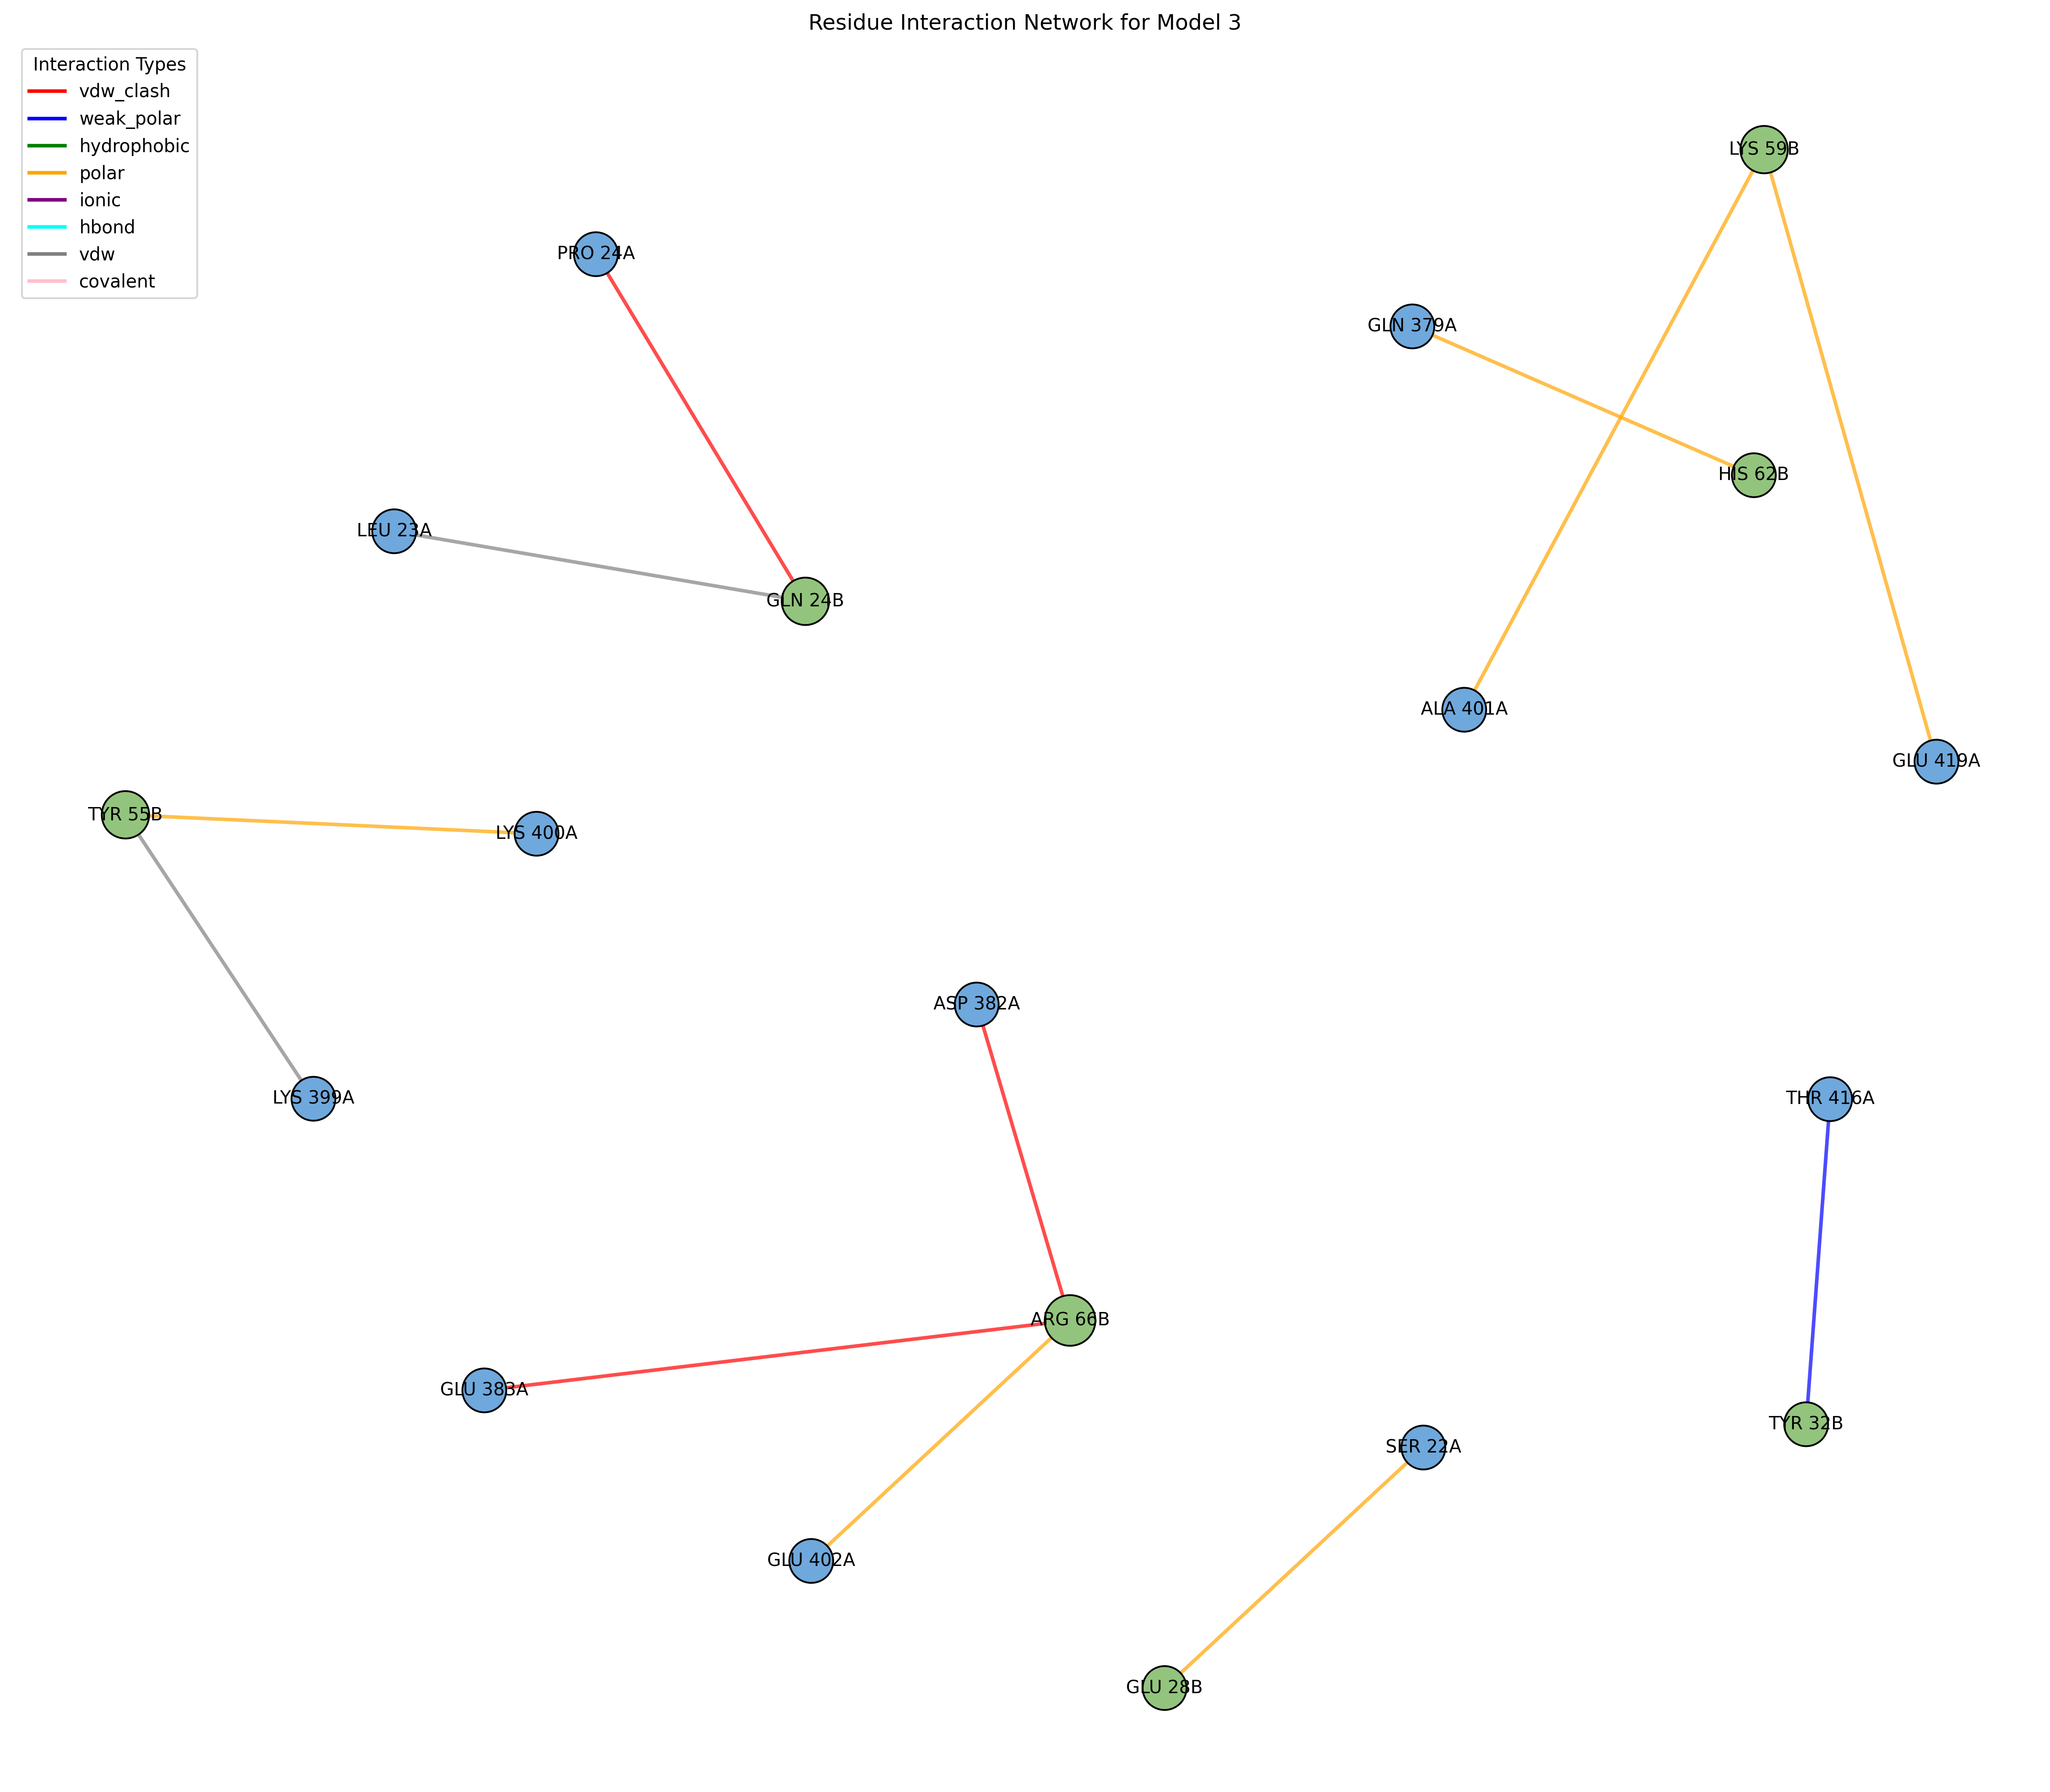 Residue Interaction Network for Model 3
Interaction Types
vdw_clash
weak_polar
hydrophobic
polar
ionic
hbond
vdw
covalent
LYS 59B
PRO 24A
GLN 379A
HIS 62B
LEU 23A
GLN 24B
ALA 401A
GLU 419A
TYR 55B
LYS 400A
ASP 382A
LYS 399A
THR 416A
ARG 66B
GLU 383A
TYR 32B
SER 22A
GLU 402A
GLU 28B